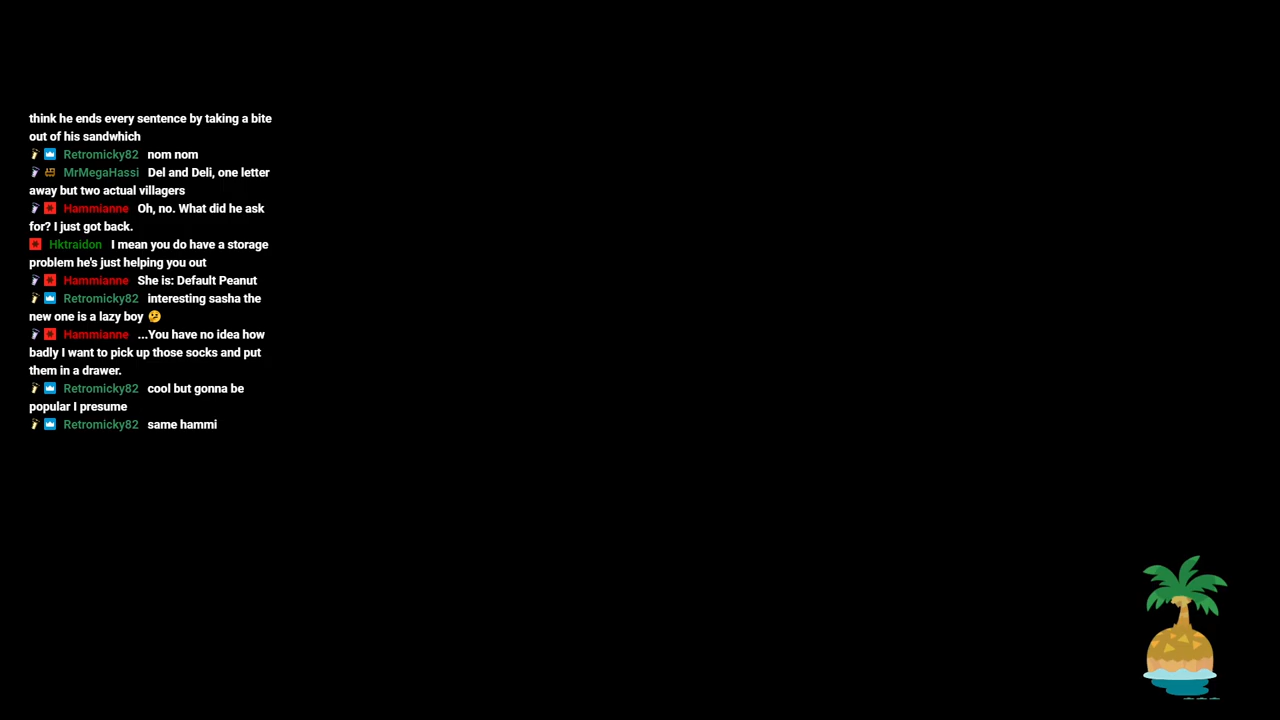 think he ends every sentence by taking a bite
out of his sandwhich
Retromicky82 nom nom
MrMegaHassi Del and Deli, one letter
away but two actual villagers
Hammianne Oh, no. What did he ask
for? I just got back.
Hktraidon I mean you do have a storage
problem he's just helping you out
Hammianne She is: Default Peanut
Retromicky82 interesting sasha the
new one is a lazy boy 🤔
Hammianne ...You have no idea how
badly I want to pick up those socks and put
them in a drawer.
Retromicky82 cool but gonna be
popular I presume
Retromicky82 same hammi